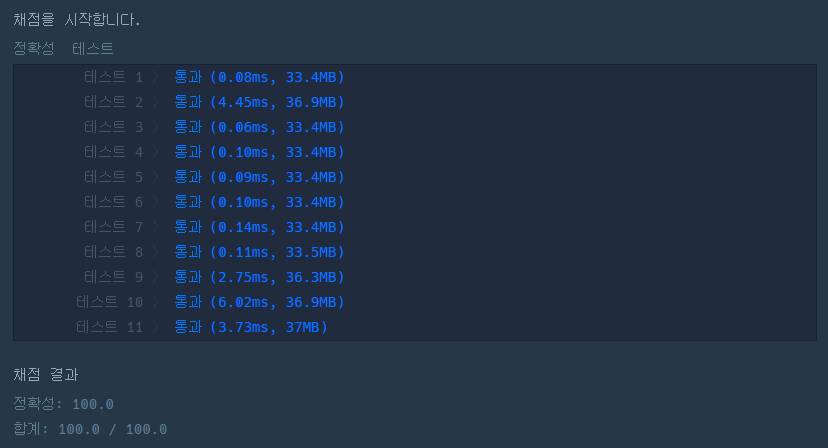 채점을 시작합니다.
정확성 테스트
테스트 1 〉 통과 (0.08ms, 33.4MB)
테스트 2 〉 통과 (4.45ms, 36.9MB)
테스트 3 〉 통과 (0.06ms, 33.4MB)
테스트 4 〉 통과 (0.10ms, 33.4MB)
테스트 5 〉 통과 (0.09ms, 33.4MB)
테스트 6 〉 통과 (0.10ms, 33.4MB)
테스트 7 〉 통과 (0.14ms, 33.4MB)
테스트 8 〉 통과 (0.11ms, 33.5MB)
테스트 9 〉 통과 (2.75ms, 36.3MB)
테스트 10 〉 통과 (6.02ms, 36.9MB)
테스트 11 〉 통과 (3.73ms, 37MB)
채점 결과
정확성: 100.0
합계: 100.0 / 100.0